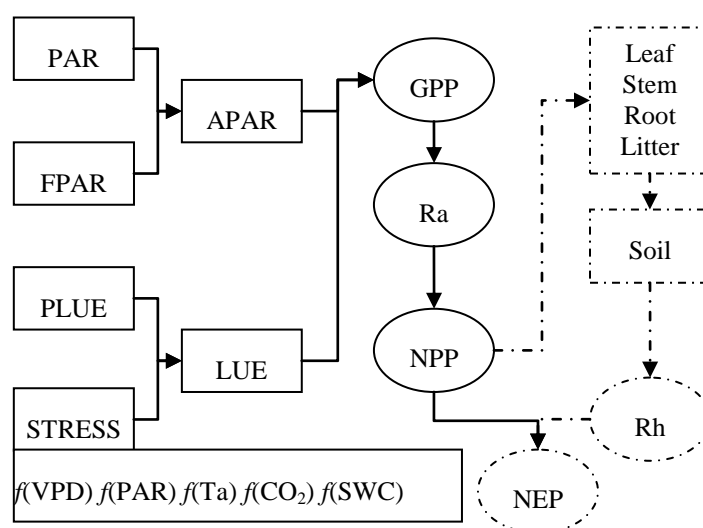 PAR
FPAR
APAR
PLUE
STRESS
LUE
f(VPD) f(PAR) f(Ta) f(CO₂) f(SWC)
GPP
Ra
NPP
NEP
Leaf
Stem
Root
Litter
Soil
Rh